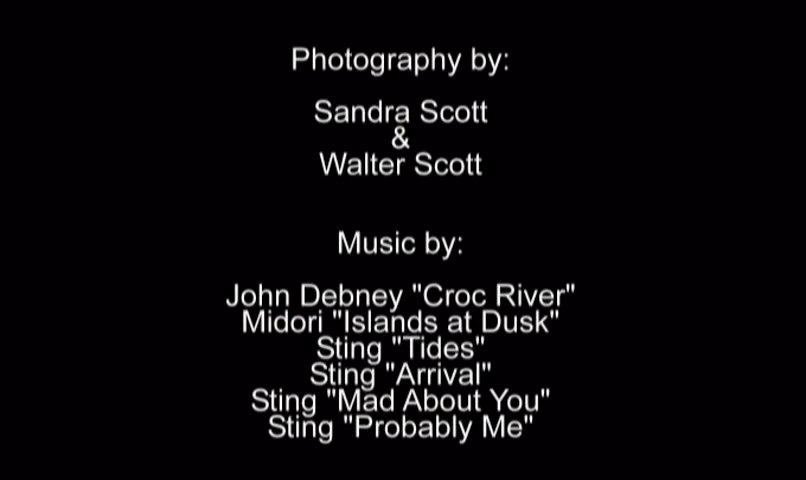 Photography by:
Sandra Scott
&
Walter Scott
Music by:
John Debney "Croc River"
Midori "Islands at Dusk"
Sting "Tides"
Sting "Arrival"
Sting "Mad About You"
Sting "Probably Me"